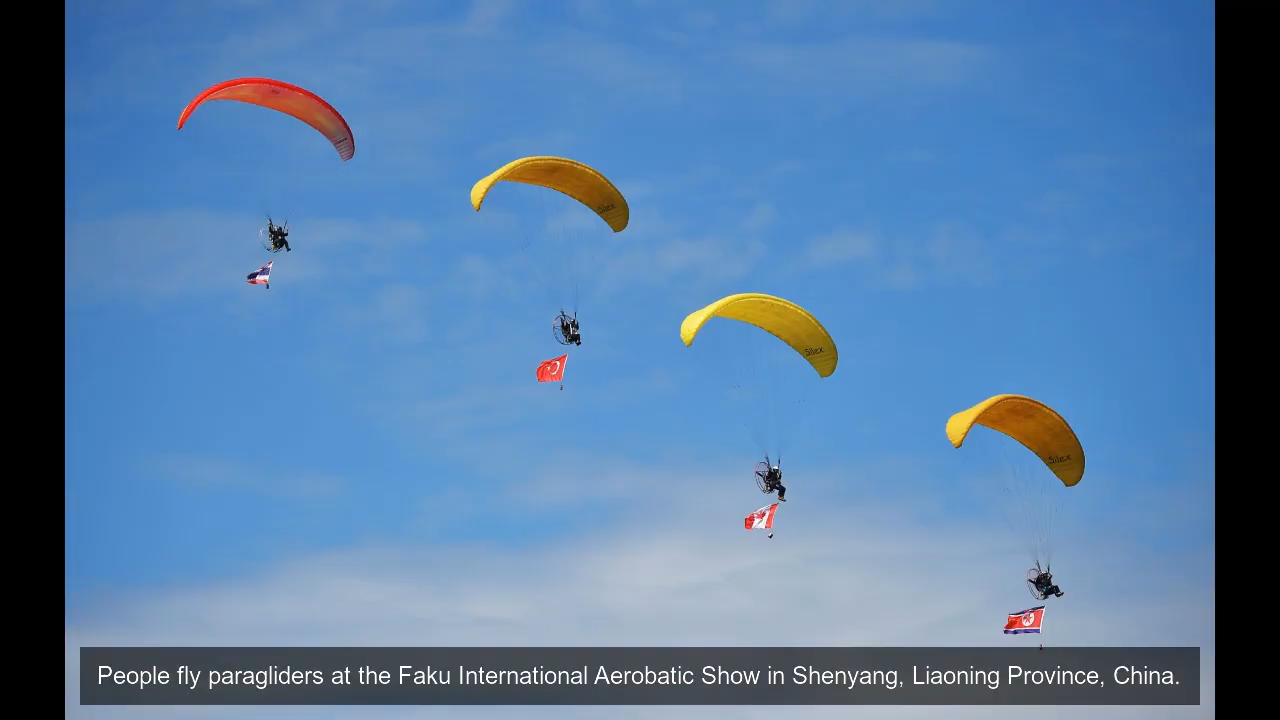 Silex
Silex
Silex
People fly paragliders at the Faku International Aerobatic Show in Shenyang, Liaoning Province, China.